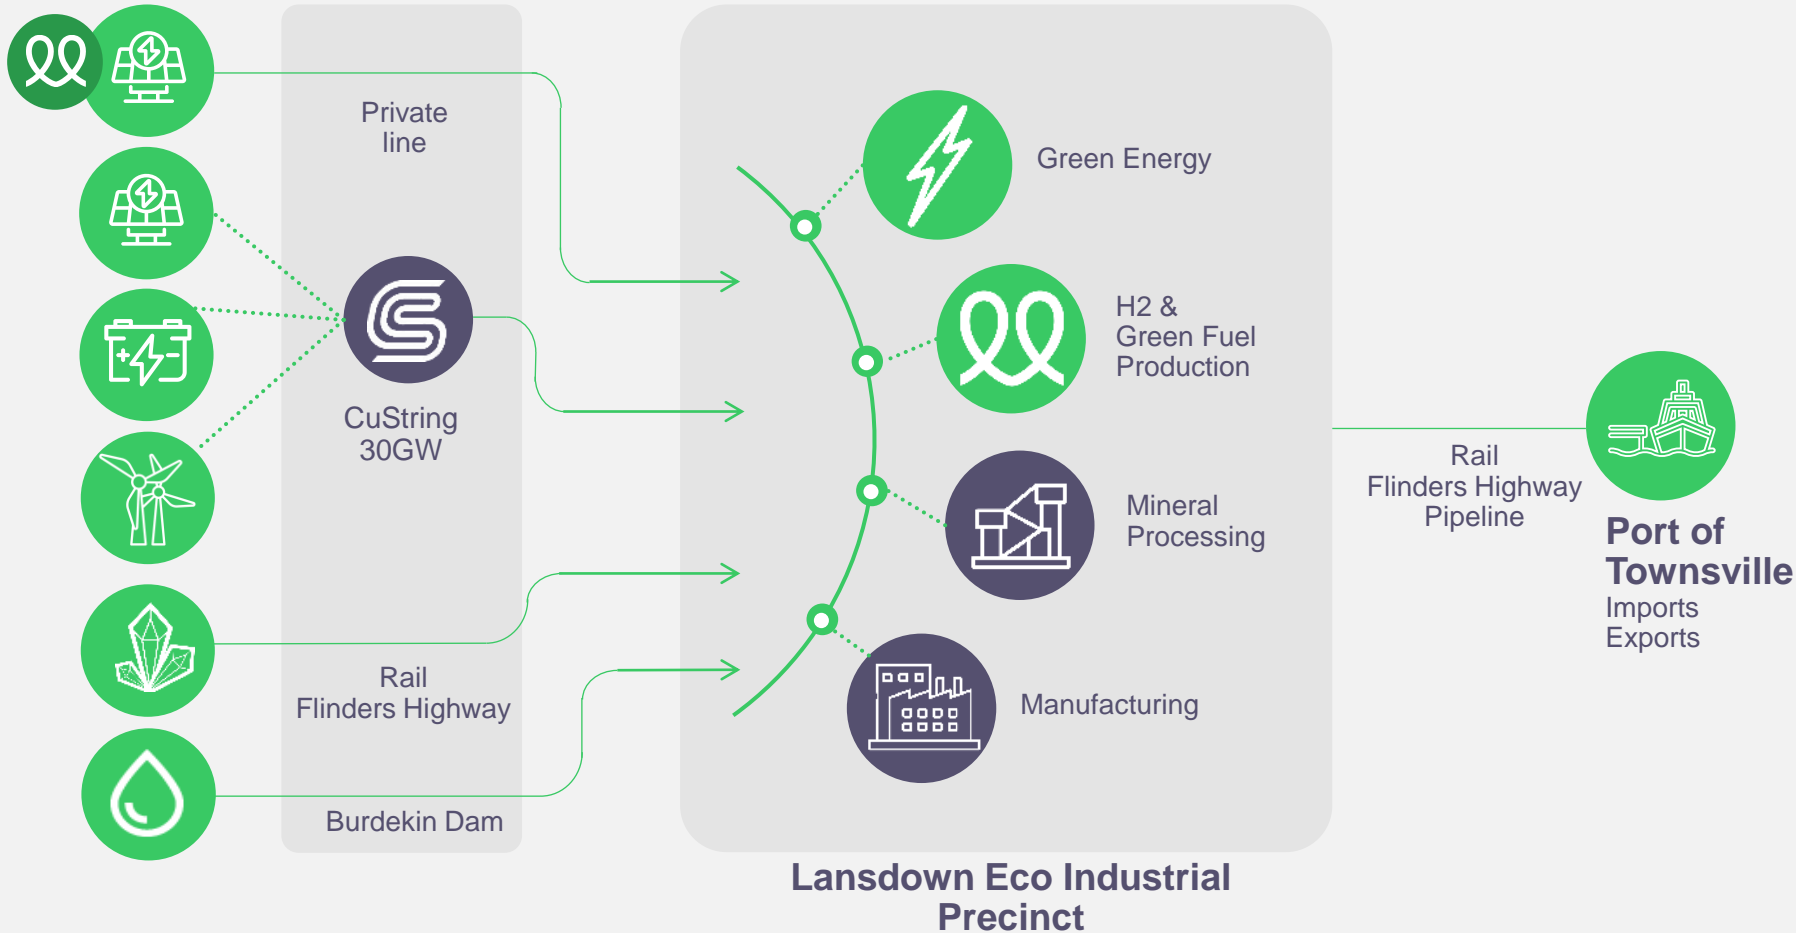 Private
line
CuString
30GW
Rail
Flinders Highway
Burdekin Dam
Green Energy
H2 &
Green Fuel
Production
Mineral
Processing
Manufacturing
Lansdown Eco Industrial
Precinct
Rail
Flinders Highway
Pipeline
Port of
Townsville
Imports
Exports